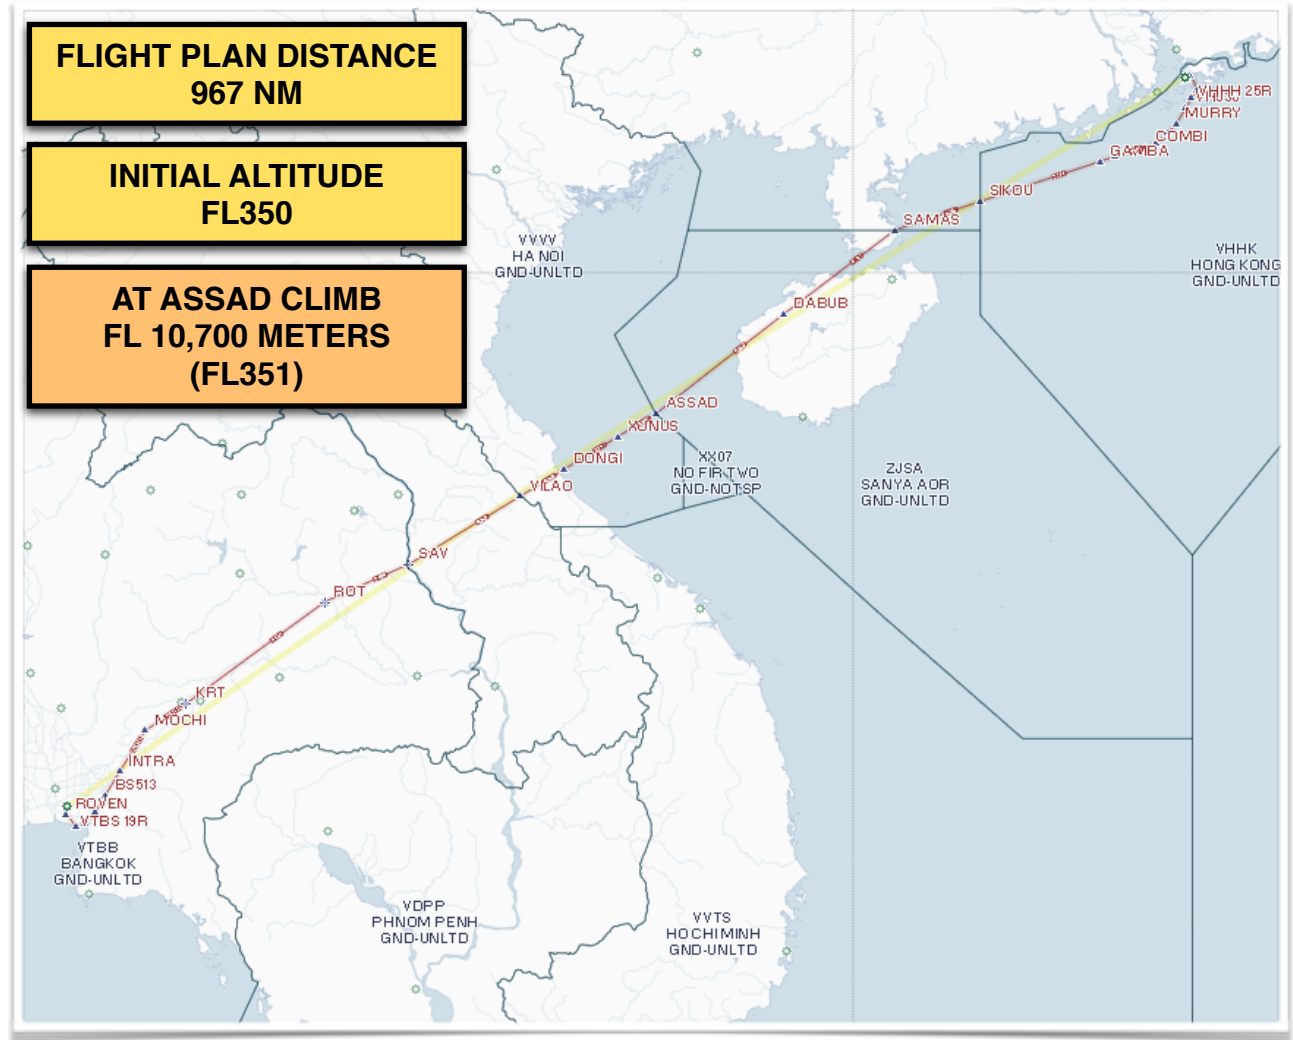 FLIGHT PLAN DISTANCE
967 NM
INITIAL ALTITUDE
FL350
AT ASSAD CLIMB
FL 10,700 METERS
(FL351)
VHHH 25R
MURRY
COMBI
GAMBA
SIKOU
SAMAS
VVVV
HA NOI
GND-UNLTD
VHHK
HONG KONG
GND-UNLTD
DABUB
ASSAD
XUNUS
DONGI
XX07
NO FIR TWO
GND-NOTSP
ZJSA
SANYA AOR
GND-UNLTD
VILAO
SAV
ROT
KRT
MOCHI
INTRA
BS513
ROVEN
VTBS 19R
VTBB
BANGKOK
GND-UNLTD
VDPP
PHNOM PENH
GND-UNLTD
VVTS
HO CHI MINH
GND-UNLTD